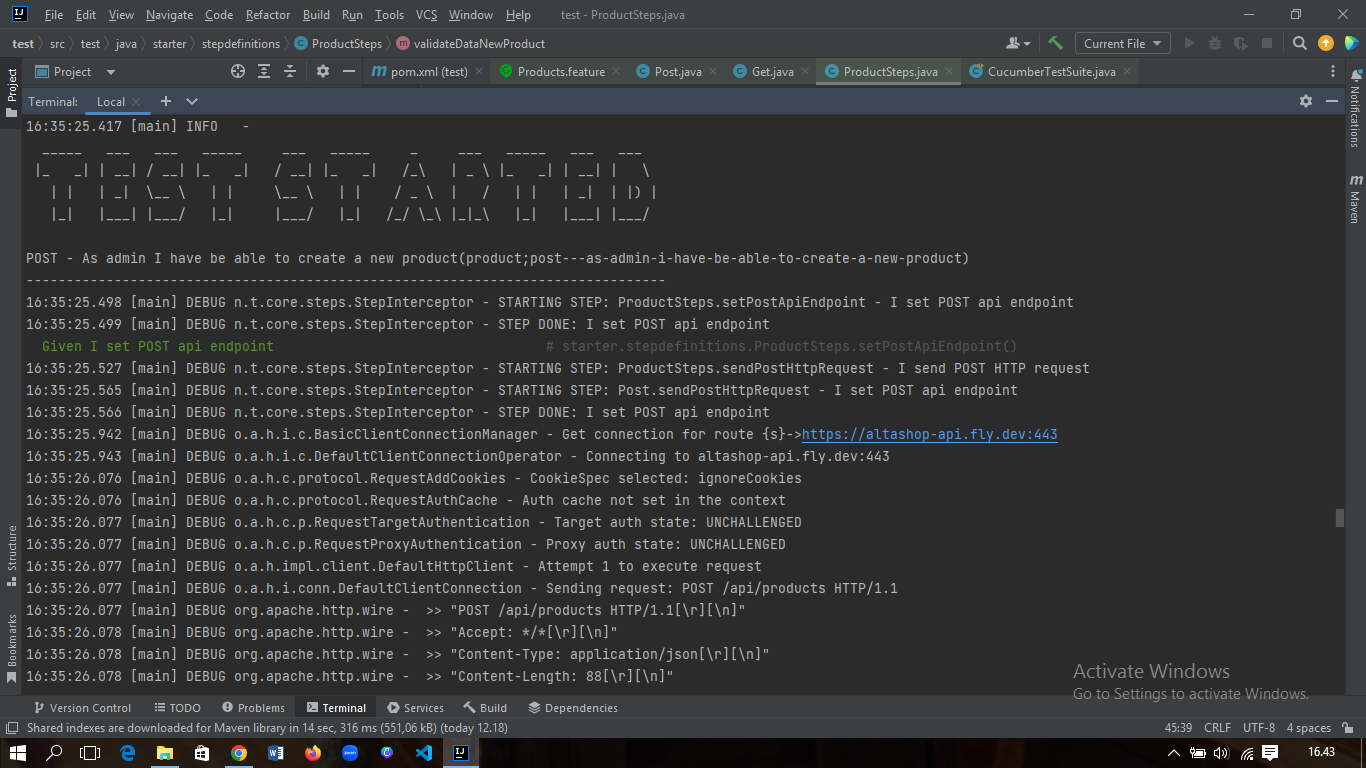 File Edit View Navigate Code Refactor Build Run Tools VCS Window Help test - ProductSteps.java
test src test java starter stepdefinitions ProductSteps validateDataNewProduct Current File
Project pom.xml (test) Products.feature Post.java Get.java ProductSteps.java CucumberTestSuite.java
Project
Notifications
Maven
Structure
Bookmarks
Terminal: Local
16:35:25.417 [main] INFO -
TEST STARTED
POST - As admin I have be able to create a new product(product;post---as-admin-i-have-be-able-to-create-a-new-product)
--------------------------------------------------------------------------------
16:35:25.498 [main] DEBUG n.t.core.steps.StepInterceptor - STARTING STEP: ProductSteps.setPostApiEndpoint - I set POST api endpoint
16:35:25.499 [main] DEBUG n.t.core.steps.StepInterceptor - STEP DONE: I set POST api endpoint
Given I set POST api endpoint # starter.stepdefinitions.ProductSteps.setPostApiEndpoint()
16:35:25.527 [main] DEBUG n.t.core.steps.StepInterceptor - STARTING STEP: ProductSteps.sendPostHttpRequest - I send POST HTTP request
16:35:25.565 [main] DEBUG n.t.core.steps.StepInterceptor - STARTING STEP: Post.sendPostHttpRequest - I set POST api endpoint
16:35:25.566 [main] DEBUG n.t.core.steps.StepInterceptor - STEP DONE: I set POST api endpoint
16:35:25.942 [main] DEBUG o.a.h.i.c.BasicClientConnectionManager - Get connection for route {s}->https://altashop-api.fly.dev:443
16:35:25.943 [main] DEBUG o.a.h.i.c.DefaultClientConnectionOperator - Connecting to altashop-api.fly.dev:443
16:35:26.076 [main] DEBUG o.a.h.c.protocol.RequestAddCookies - CookieSpec selected: ignoreCookies
16:35:26.076 [main] DEBUG o.a.h.c.protocol.RequestAuthCache - Auth cache not set in the context
16:35:26.077 [main] DEBUG o.a.h.c.p.RequestTargetAuthentication - Target auth state: UNCHALLENGED
16:35:26.077 [main] DEBUG o.a.h.c.p.RequestProxyAuthentication - Proxy auth state: UNCHALLENGED
16:35:26.077 [main] DEBUG o.a.h.impl.client.DefaultHttpClient - Attempt 1 to execute request
16:35:26.077 [main] DEBUG o.a.h.i.conn.DefaultClientConnection - Sending request: POST /api/products HTTP/1.1
16:35:26.077 [main] DEBUG org.apache.http.wire - >> "POST /api/products HTTP/1.1[\r][\n]"
16:35:26.078 [main] DEBUG org.apache.http.wire - >> "Accept: */*[\r][\n]"
16:35:26.078 [main] DEBUG org.apache.http.wire - >> "Content-Type: application/json[\r][\n]"
16:35:26.078 [main] DEBUG org.apache.http.wire - >> "Content-Length: 88[\r][\n]"
Activate Windows
Go to Settings to activate Windows.
Version Control TODO Problems Terminal Services Build Dependencies
Shared indexes are downloaded for Maven library in 14 sec, 316 ms (551,06 kB) (today 12.18) 45:39 CRLF UTF-8 4 spaces
16.43